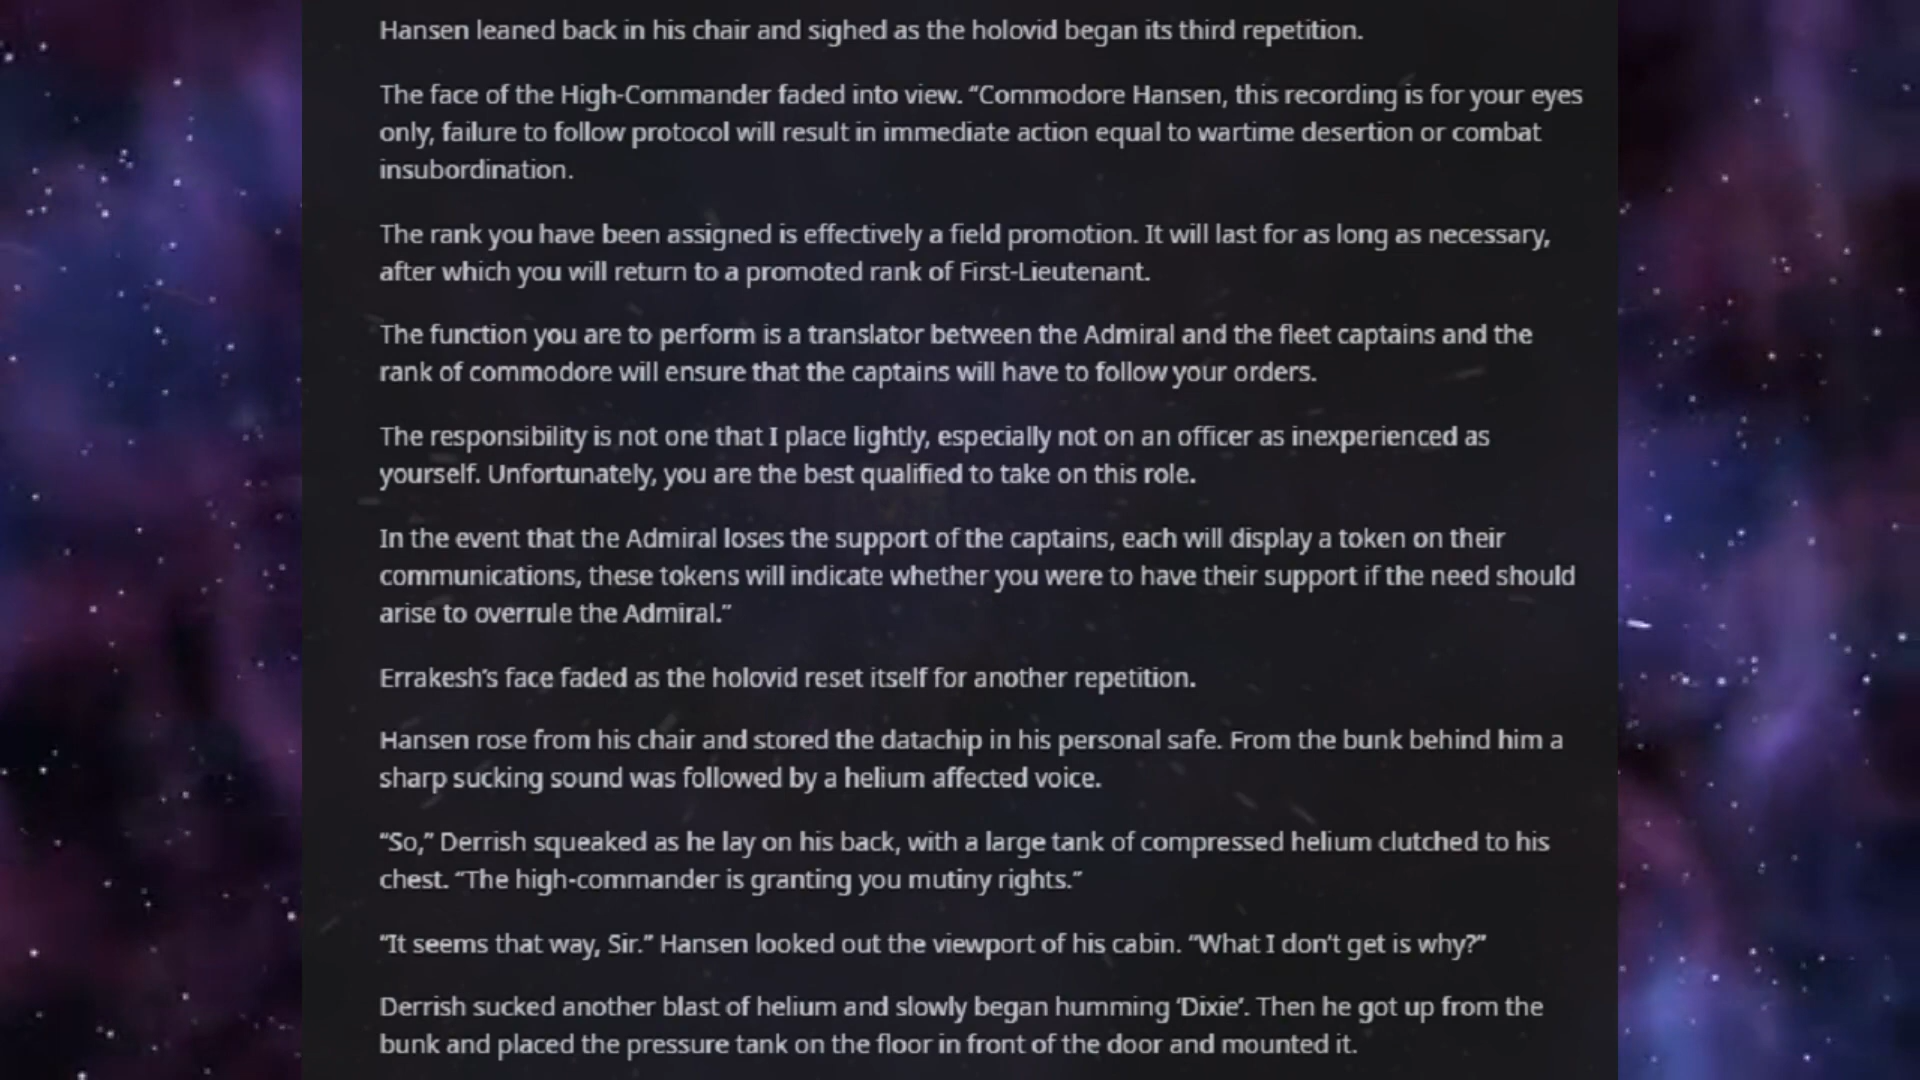 Hansen leaned back in his chair and sighed as the holovid began its third repetition.
The face of the High-Commander faded into view. “Commodore Hansen, this recording is for your eyes
only, failure to follow protocol will result in immediate action equal to wartime desertion or combat
insubordination.
The rank you have been assigned is effectively a field promotion. It will last for as long as necessary,
after which you will return to a promoted rank of First-Lieutenant.
The function you are to perform is a translator between the Admiral and the fleet captains and the
rank of commodore will ensure that the captains will have to follow your orders.
The responsibility is not one that I place lightly, especially not on an officer as inexperienced as
yourself. Unfortunately, you are the best qualified to take on this role.
In the event that the Admiral loses the support of the captains, each will display a token on their
communications, these tokens will indicate whether you were to have their support if the need should
arise to overrule the Admiral.”
Errakesh’s face faded as the holovid reset itself for another repetition.
Hansen rose from his chair and stored the datachip in his personal safe. From the bunk behind him a
sharp sucking sound was followed by a helium affected voice.
“So,” Derrish squeaked as he lay on his back, with a large tank of compressed helium clutched to his
chest. “The high-commander is granting you mutiny rights.”
“It seems that way, Sir.” Hansen looked out the viewport of his cabin. “What I don’t get is why?”
Derrish sucked another blast of helium and slowly began humming ‘Dixie’. Then he got up from the
bunk and placed the pressure tank on the floor in front of the door and mounted it.